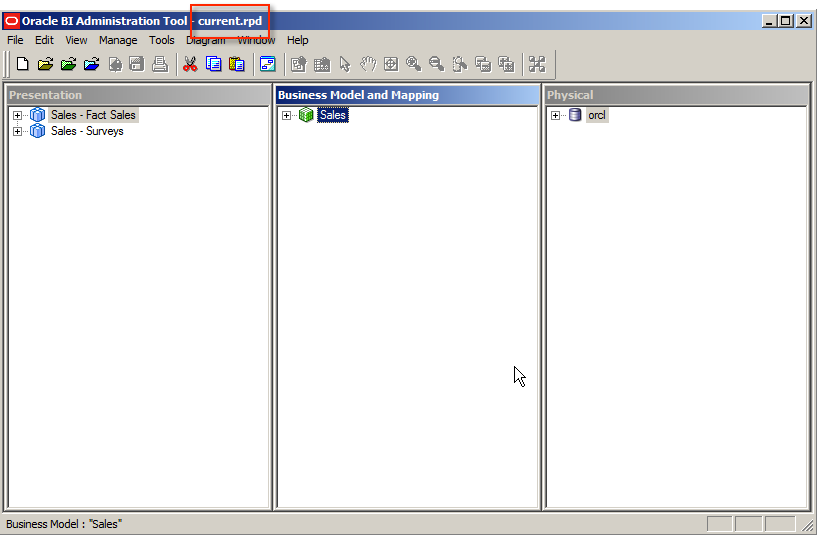 Oracle BI Administration Tool - current.rpd
File Edit View Manage Tools Diagram Window Help
Presentation
Sales - Fact Sales
Sales - Surveys
Business Model and Mapping
Sales
Physical
orcl
Business Model : "Sales"